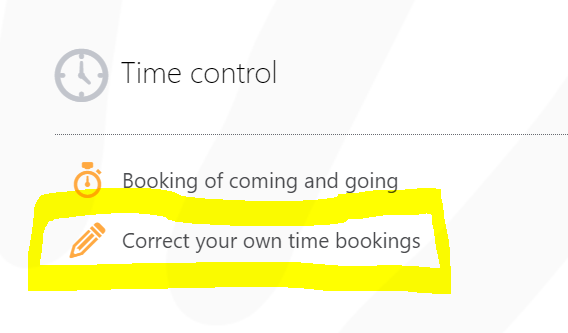 Time control
Booking of coming and going
Correct your own time bookings